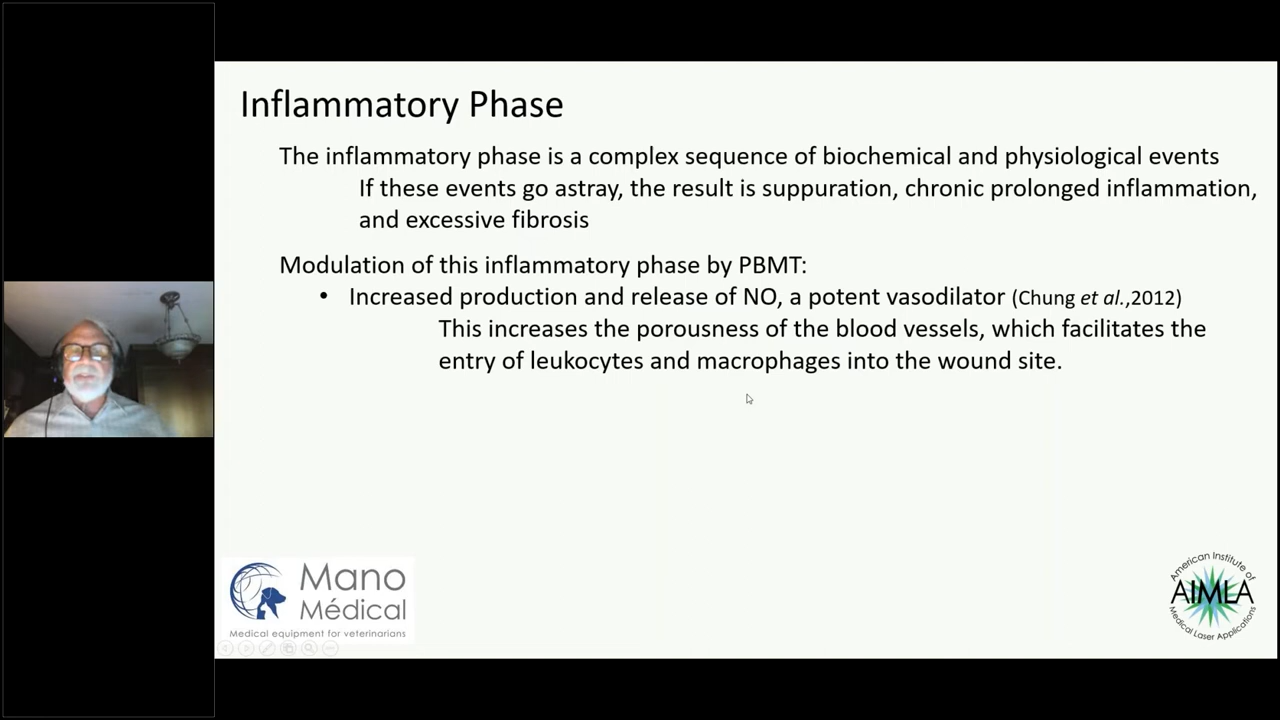 Inflammatory Phase
The inflammatory phase is a complex sequence of biochemical and physiological events
If these events go astray, the result is suppuration, chronic prolonged inflammation,
and excessive fibrosis
Modulation of this inflammatory phase by PBMT:
• Increased production and release of NO, a potent vasodilator (Chung et al.,2012)
This increases the porousness of the blood vessels, which facilitates the
entry of leukocytes and macrophages into the wound site.
Mano
Médical
Medical equipment for veterinarians
American Institute of
AIMLA
Medical Laser Applications